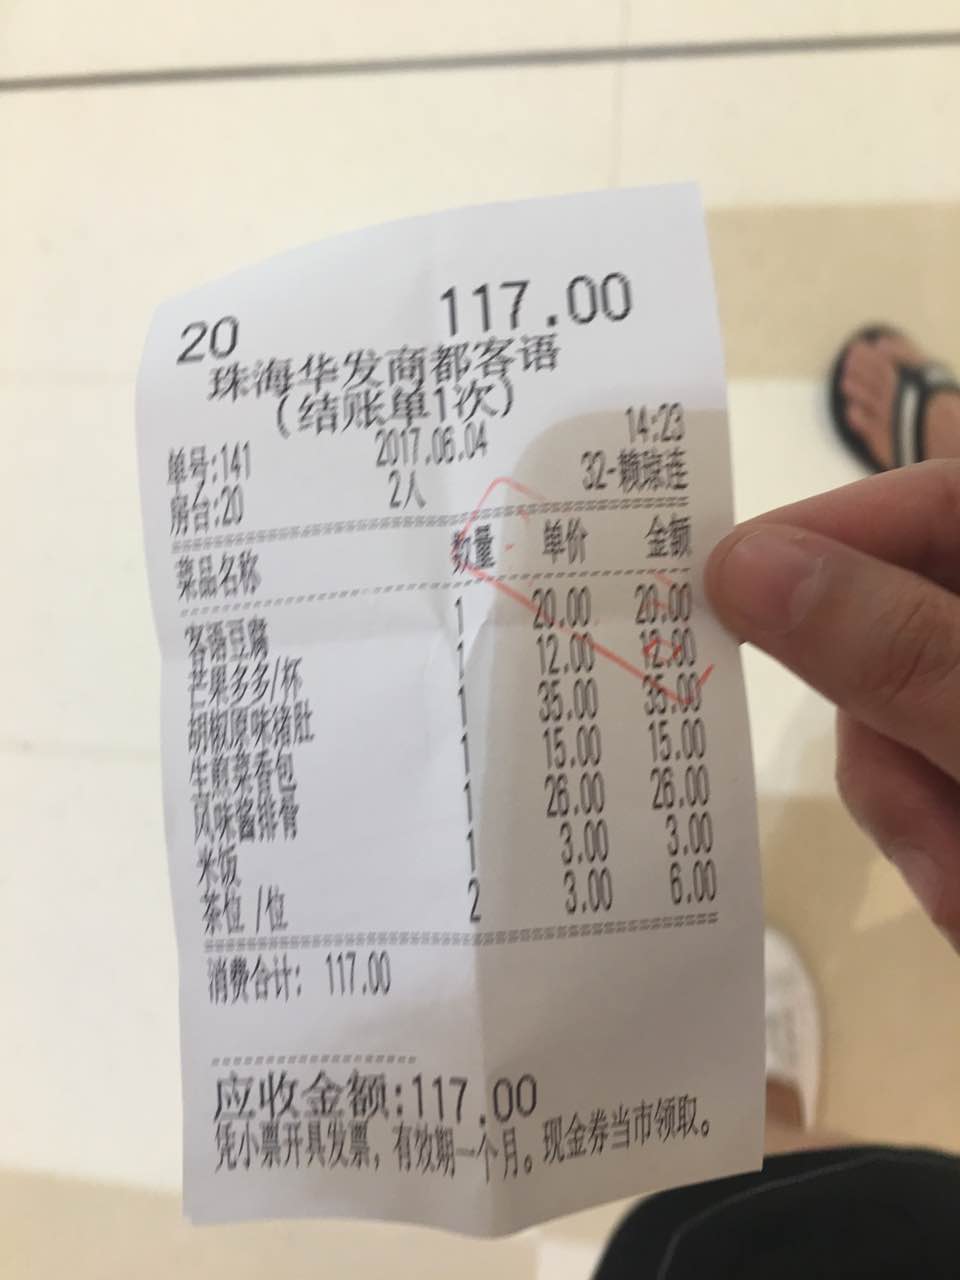 20 117.00
珠海华发商都客语
(结账单1次)
单号:141 2017.06.04 14:23
房台:20 2人 32-赖琼连
菜品名称 数量 单价 金额
客语豆腐 1 20.00 20.00
芒果多多/杯 1 12.00 12.00
胡椒原味猪肚 1 35.00 35.00
生煎菜香包 1 15.00 15.00
风味酱排骨 1 26.00 26.00
米饭 1 3.00 3.00
茶位 /位 2 3.00 6.00
消费合计: 117.00
应收金额:117.00
凭小票开具发票，有效期一个月。现金券当市领取。